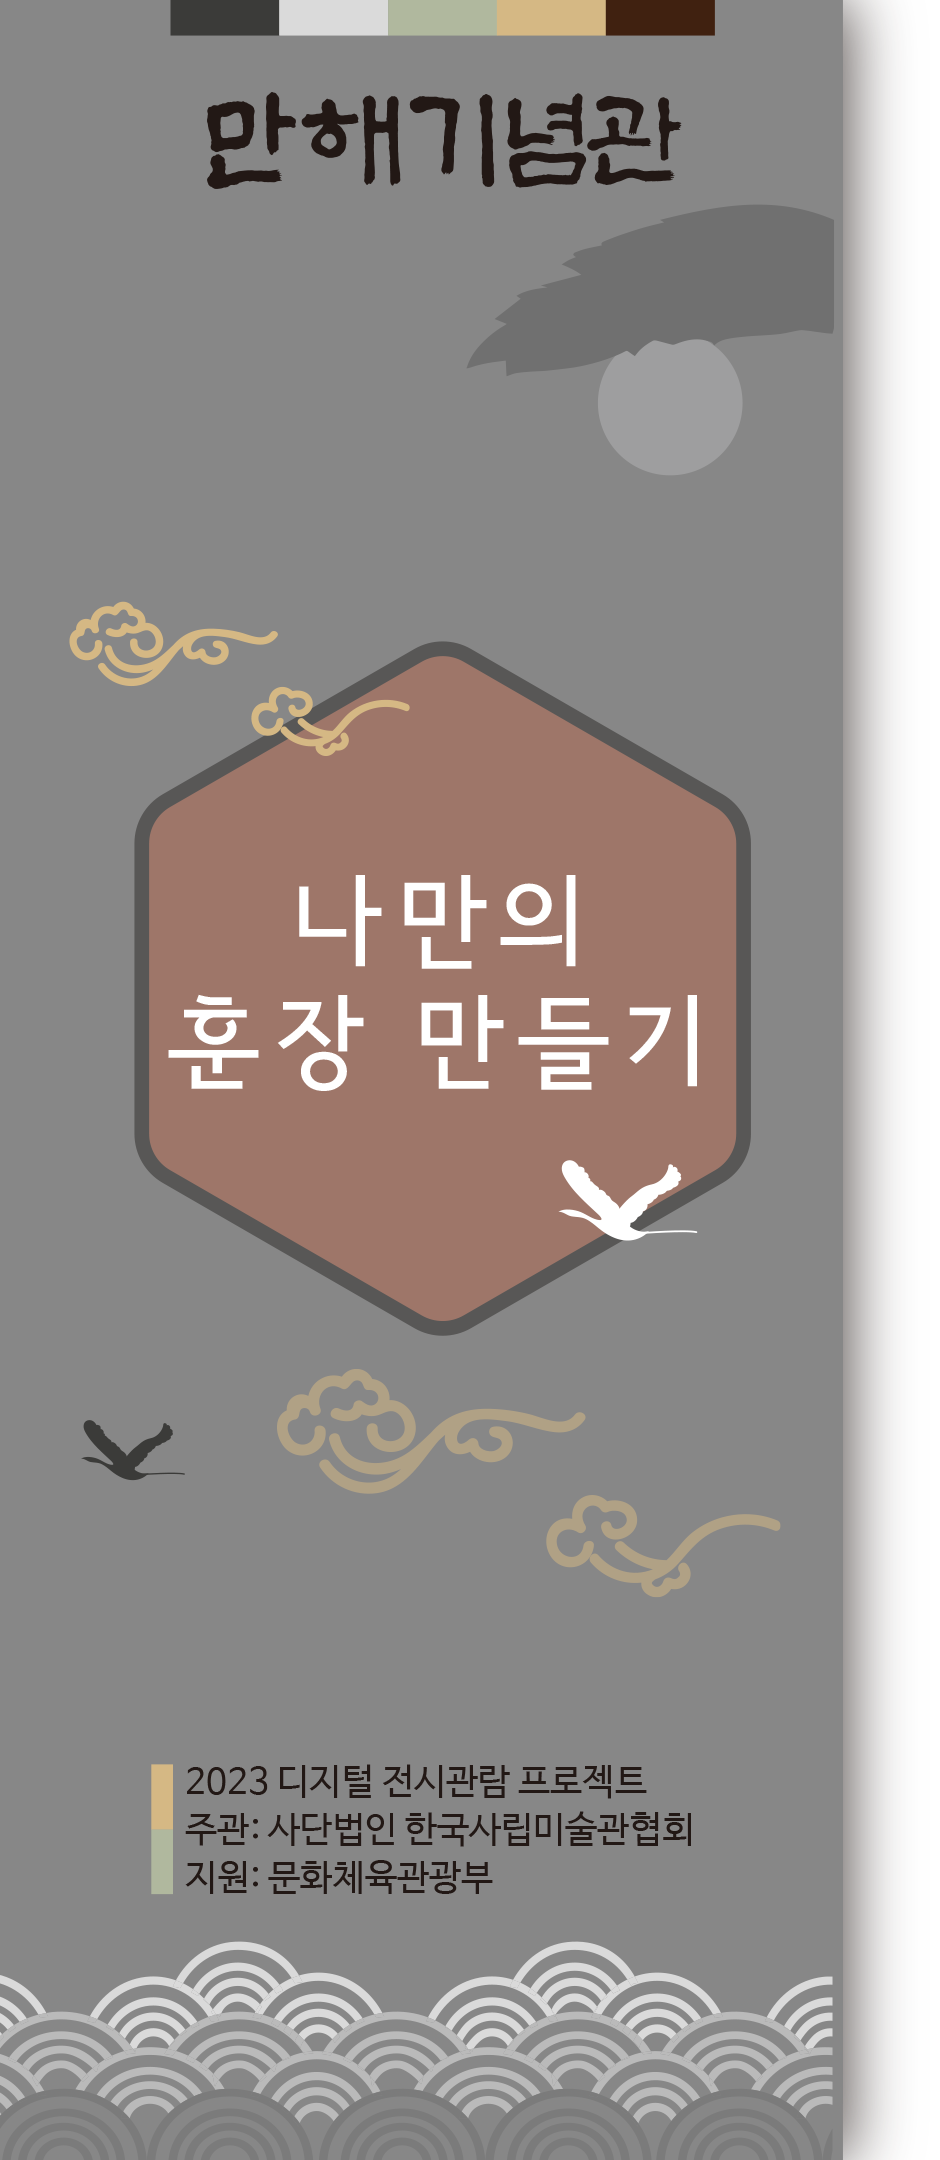 만해기념관
나만의
훈장 만들기
2023 디지털 전시관람 프로젝트
주관: 사단법인 한국사립미술관협회
지원: 문화체육관광부